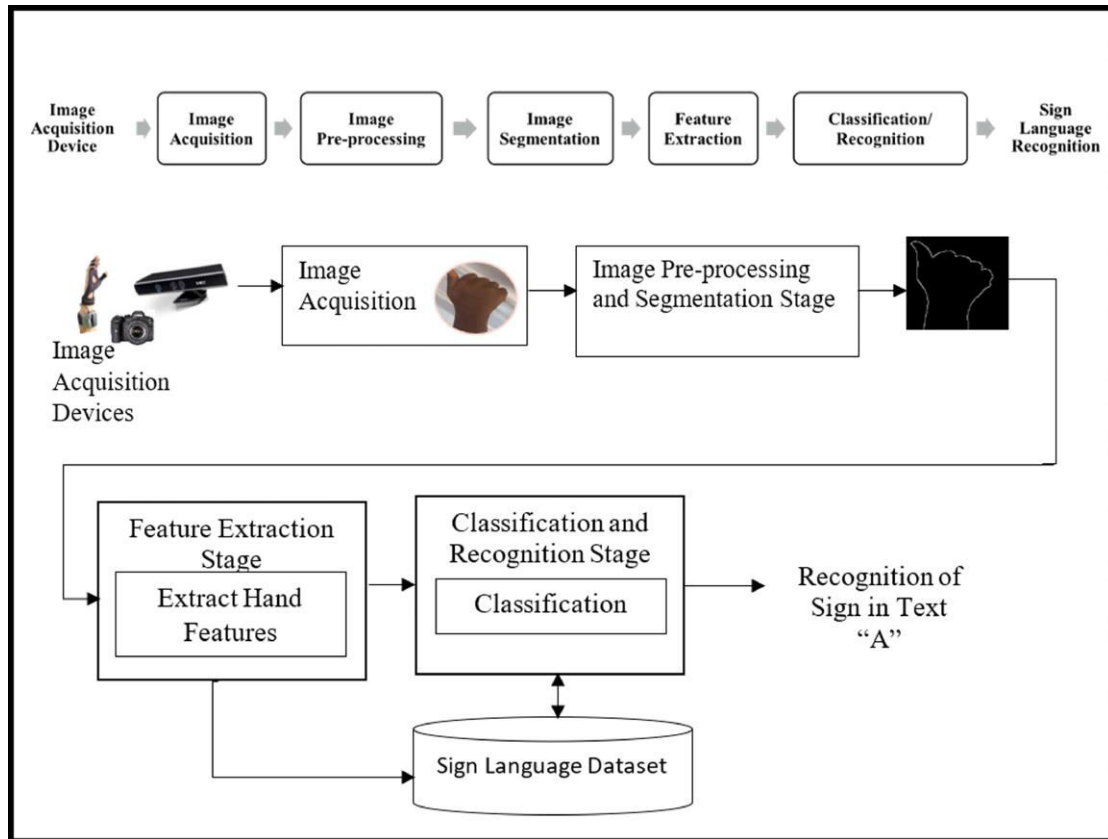 Image
Acquisition
Device
Image
Acquisition
Image
Pre-processing
Image
Segmentation
Feature
Extraction
Classification/
Recognition
Sign
Language
Recognition
Image
Acquisition
Devices
Image
Acquisition
Image Pre-processing
and Segmentation Stage
Feature Extraction
Stage
Extract Hand
Features
Classification and
Recognition Stage
Classification
Recognition of
Sign in Text
“A”
Sign Language Dataset